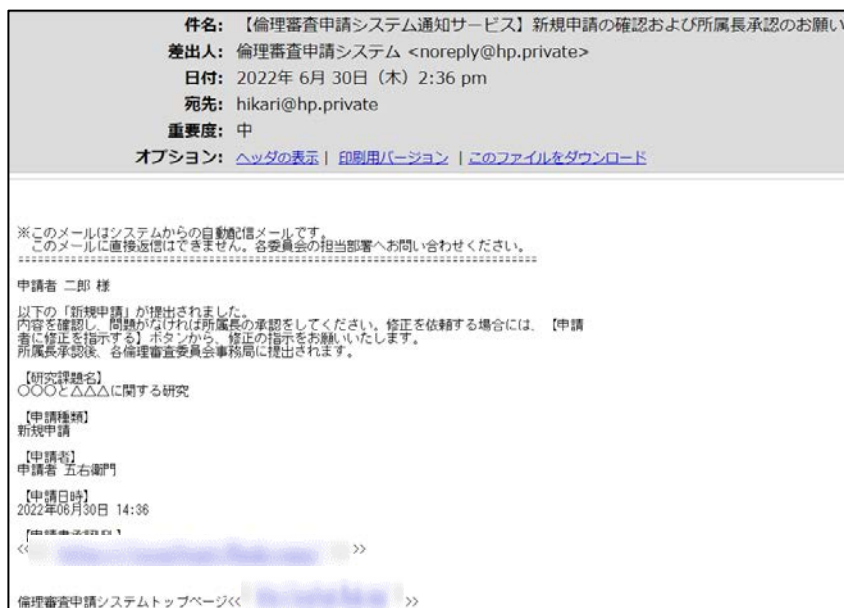 件名: 【倫理審査申請システム通知サービス】新規申請の確認および所属長承認のお願い
差出人: 倫理審査申請システム <noreply@hp.private>
日付: 2022年 6月 30日（木）2:36 pm
宛先: hikari@hp.private
重要度: 中
オプション: ヘッダの表示 | 印刷用バージョン | このファイルをダウンロード
※このメールはシステムからの自動配信メールです。
このメールに直接返信はできません。各委員会の担当部署へお問い合わせください。
申請者 二郎 様
以下の「新規申請」が提出されました。
内容を確認し、問題がなければ所属長の承認をしてください。修正を依頼する場合には、【申請
者に修正を指示する】ボタンから、修正の指示をお願いいたします。
所属長承認後、各倫理審査委員会事務局に提出されます。
【研究課題名】
〇〇〇と△△△に関する研究
【申請種類】
新規申請
【申請者】
申請者 五右衛門
【申請日時】
2022年06月30日 14:36
<< >>
倫理審査申請システムトップページ<< >>